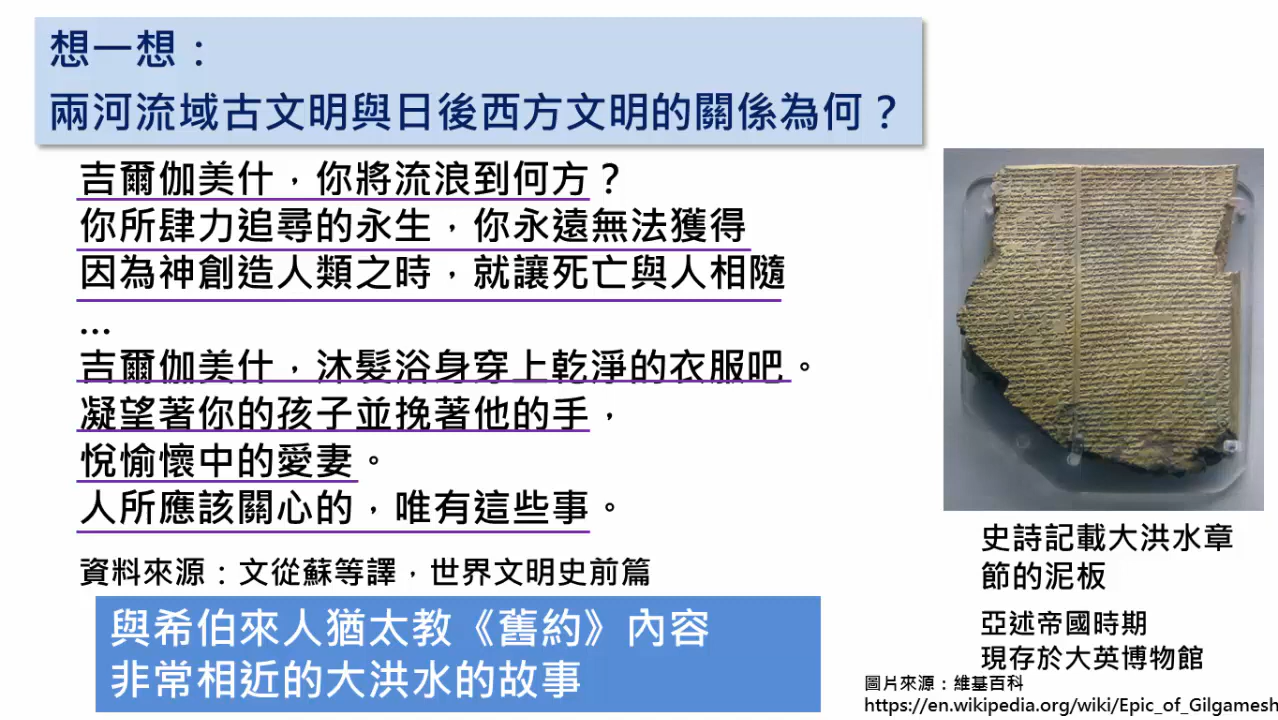 想一想：
兩河流域古文明與日後西方文明的關係為何？
吉爾伽美什，你將流浪到何方？
你所肆力追尋的永生，你永遠無法獲得
因為神創造人類之時，就讓死亡與人相隨
...
吉爾伽美什，沐髮浴身穿上乾淨的衣服吧。
凝望著你的孩子並挽著他的手，
悅愉懷中的愛妻。
人所應該關心的，唯有這些事。
資料來源：文從蘇等譯，世界文明史前篇
與希伯來人猶太教《舊約》內容
非常相近的大洪水的故事
史詩記載大洪水章
節的泥板
亞述帝國時期
現存於大英博物館
圖片來源：維基百科
https://en.wikipedia.org/wiki/Epic_of_Gilgamesh